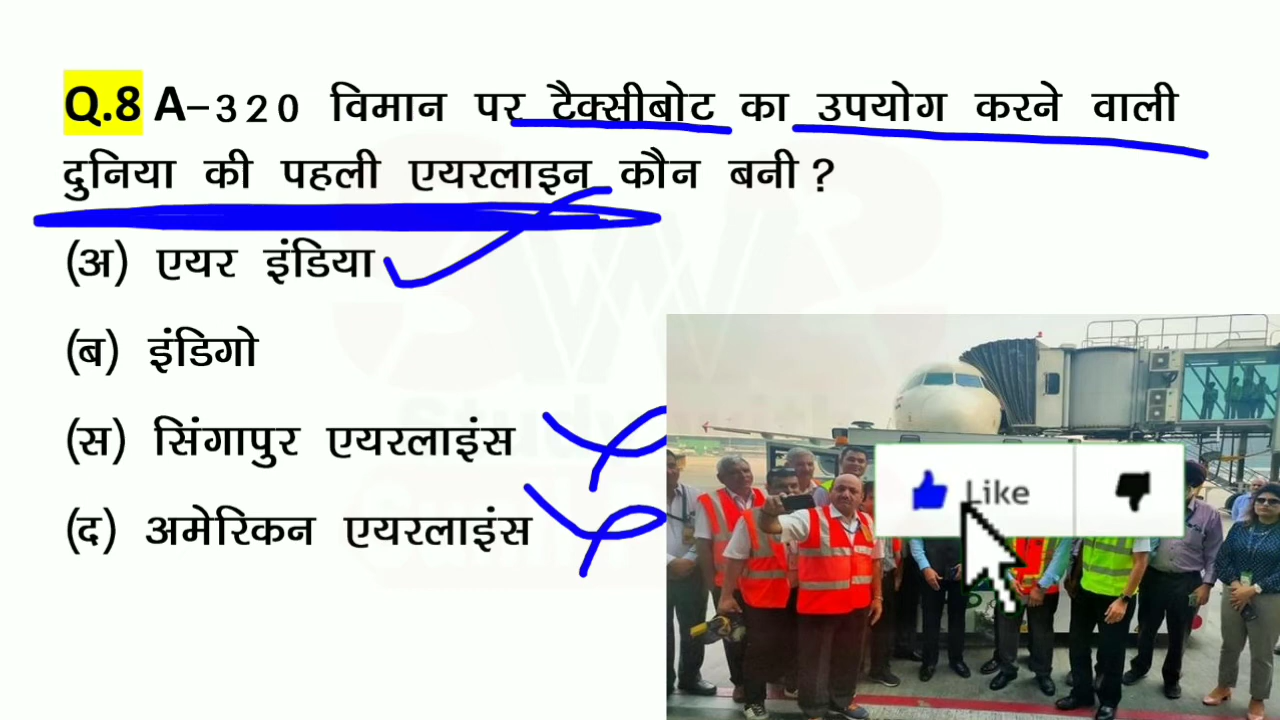 Q.8 A-320 विमान पर टैक्सीबोट का उपयोग करने वाली
दुनिया की पहली एयरलाइन कौन बनी ?
(अ) एयर इंडिया
(ब) इंडिगो
(स) सिंगापुर एयरलाइंस
(द) अमेरिकन एयरलाइंस
Like